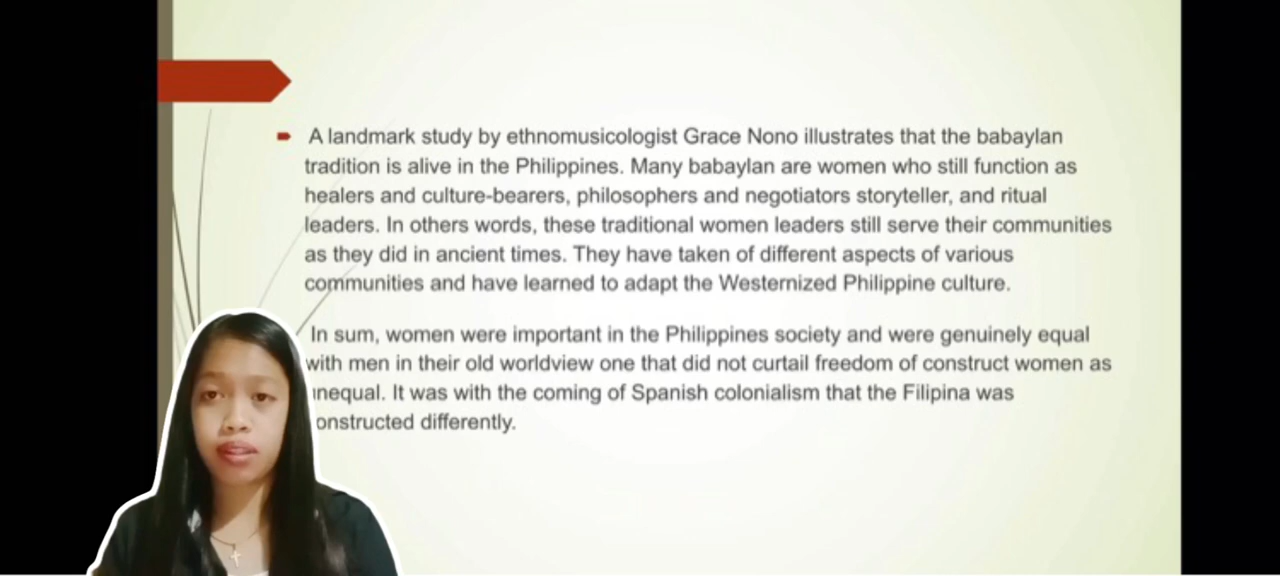 A landmark study by ethnomusicologist Grace Nono illustrates that the babaylan
tradition is alive in the Philippines. Many babaylan are women who still function as
healers and culture-bearers, philosophers and negotiators storyteller, and ritual
leaders. In others words, these traditional women leaders still serve their communities
as they did in ancient times. They have taken of different aspects of various
communities and have learned to adapt the Westernized Philippine culture.
In sum, women were important in the Philippines society and were genuinely equal
with men in their old worldview one that did not curtail freedom of construct women as
nequal. It was with the coming of Spanish colonialism that the Filipina was
onstructed differently.